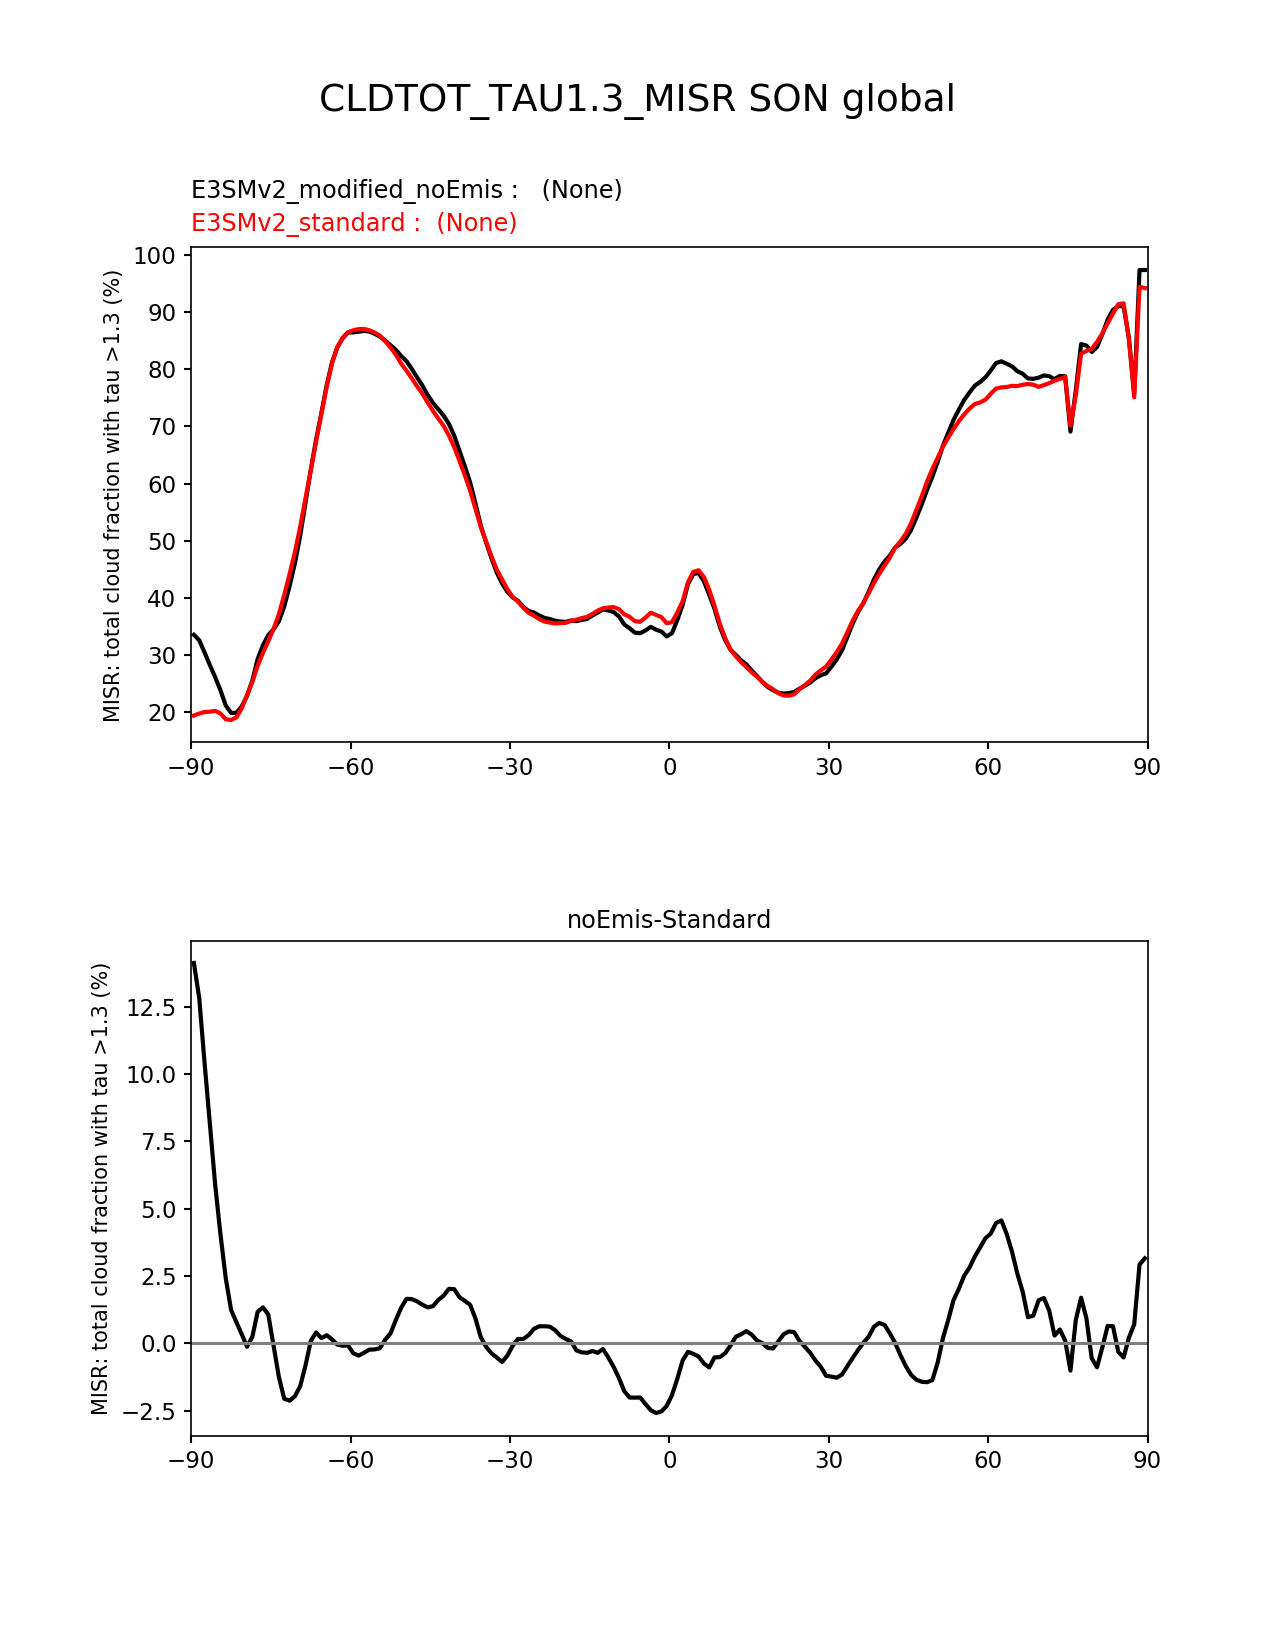 CLDTOT_TAU1.3_MISR SON global
E3SMv2_modified_noEmis :   (None)
E3SMv2_standard :  (None)
MISR: total cloud fraction with tau >1.3 (%)
100
90
80
70
60
50
40
30
20
−90 −60 −30 0 30 60 90
noEmis-Standard
MISR: total cloud fraction with tau >1.3 (%)
12.5
10.0
7.5
5.0
2.5
0.0
−2.5
−90 −60 −30 0 30 60 90